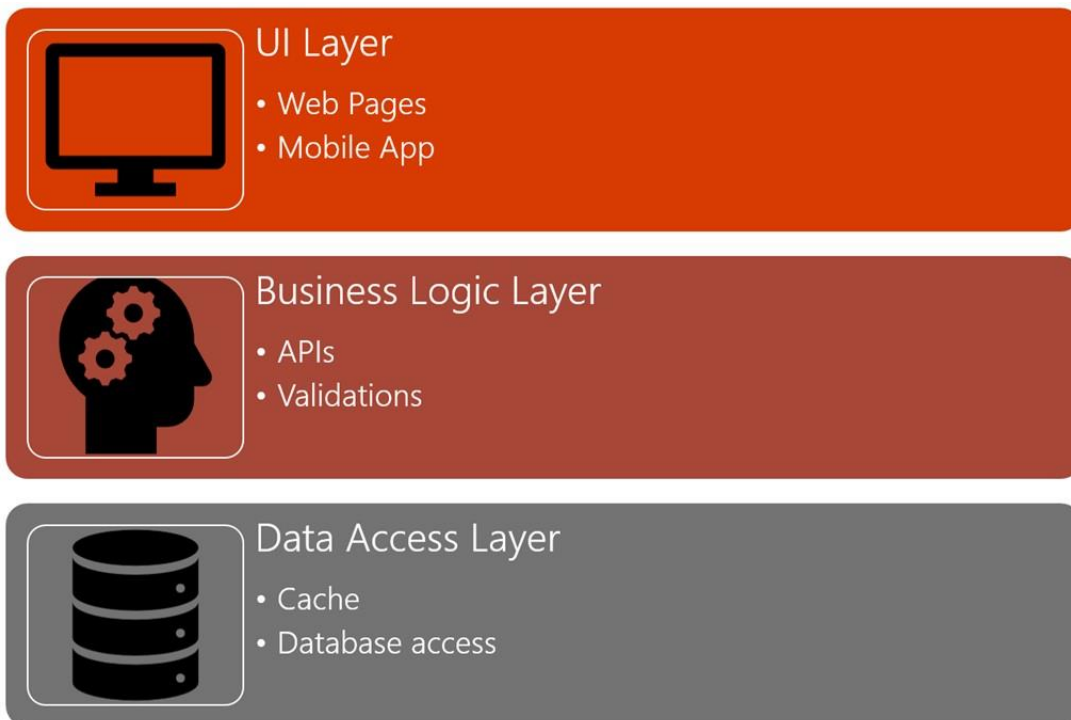 UI Layer
• Web Pages
• Mobile App
Business Logic Layer
• APIs
• Validations
Data Access Layer
• Cache
• Database access